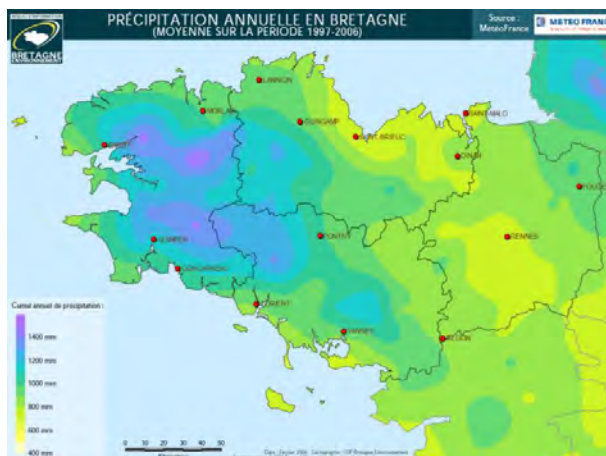 PRÉCIPITATION ANNUELLE EN BRETAGNE
(MOYENNE SUR LA PERIODE 1997-2006)
Source :
MetéoFrance
METEO FRANCE
BRETAGNE
LANNION
MORLAIX
GUINGAMP
SAINT BRIEUC
SAINT-MALO
DINAN
BREST
QUIMPER
CONCARNEAU
PONTIVY
RENNES
LORIENT
VANNES
REDON
Cumul annuel de précipitation :
1400 mm
1200 mm
1000 mm
800 mm
600 mm
400 mm
0 10 20 30 40 50